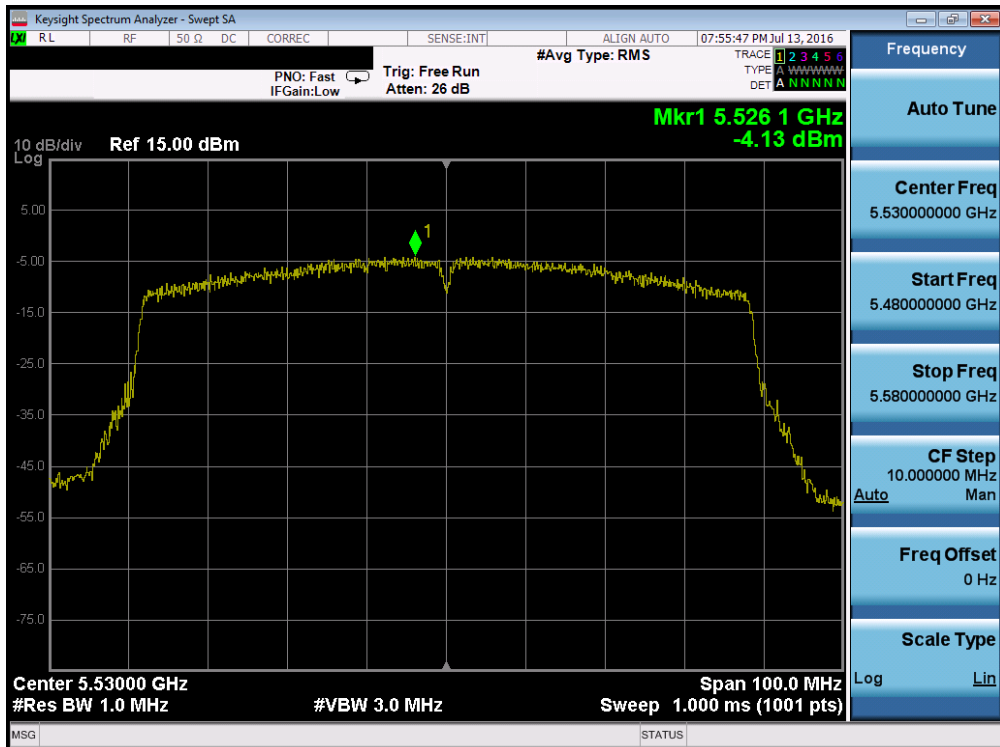 Keysight Spectrum Analyzer - Swept SA
LXI RL RF 50 Ω DC CORREC SENSE:INT ALIGN AUTO 07:55:47 PM Jul 13, 2016
#Avg Type: RMS TRACE 1 2 3 4 5 6
PNO: Fast Trig: Free Run TYPE A WWWWW
IFGain:Low Atten: 26 dB DET A N N N N N
Frequency
Mkr1 5.526 1 GHz
-4.13 dBm
10 dB/div Ref 15.00 dBm
Log
1
5.00
-5.00
-15.0
-25.0
-35.0
-45.0
-55.0
-65.0
-75.0
Center 5.53000 GHz Span 100.0 MHz
#Res BW 1.0 MHz #VBW 3.0 MHz Sweep 1.000 ms (1001 pts)
Auto Tune
Center Freq
5.530000000 GHz
Start Freq
5.480000000 GHz
Stop Freq
5.580000000 GHz
CF Step
10.000000 MHz
Auto Man
Freq Offset
0 Hz
Scale Type
Log Lin
MSG STATUS